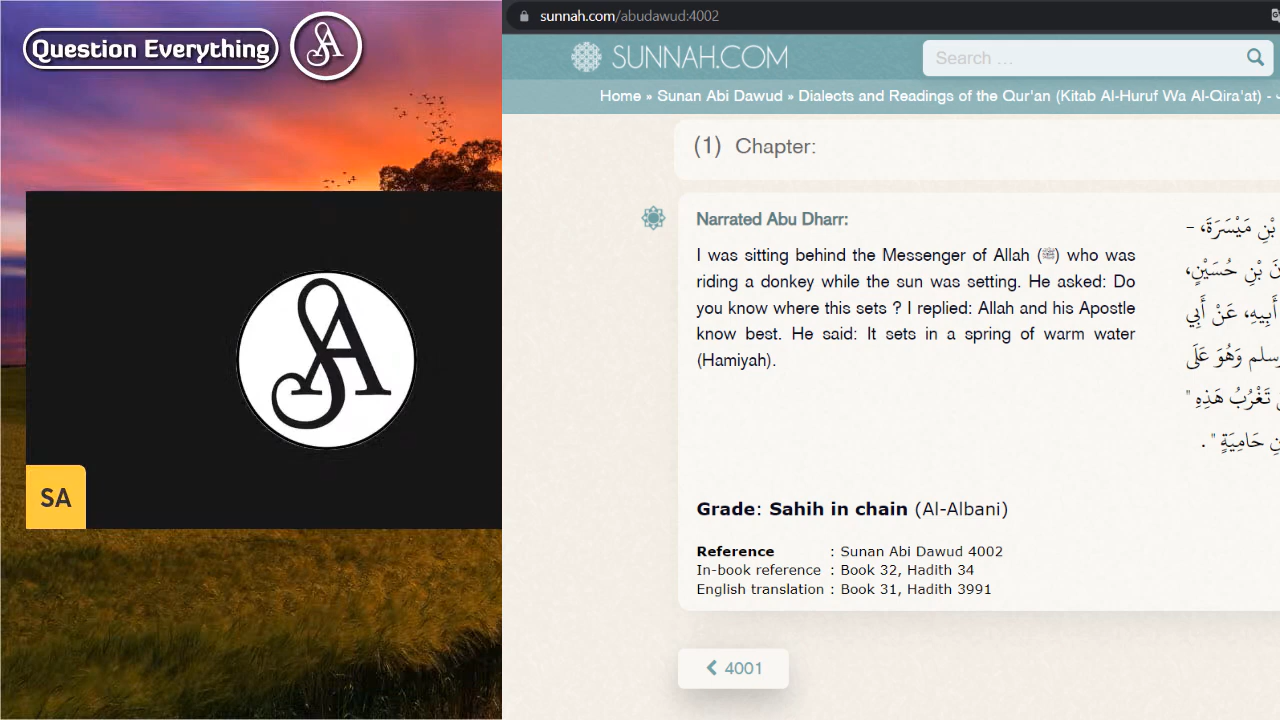 Question Everything
SA
SA
SA
sunnah.com/abudawud:4002
SUNNAH.COM
Search ...
Home » Sunan Abi Dawud » Dialects and Readings of the Qur'an (Kitab Al-Huruf Wa Al-Qira'at) -
(1) Chapter:
Narrated Abu Dharr:
I was sitting behind the Messenger of Allah (ﷺ) who was
riding a donkey while the sun was setting. He asked: Do
you know where this sets ? I replied: Allah and his Apostle
know best. He said: It sets in a spring of warm water
(Hamiyah).
بْنِ مَيْسَرَةَ، -
بْنِ حُسَيْنٍ،
أَبِيهِ، عَنْ أَبِي
وسلم وَهُوَ عَلَى
تَغْرُبُ هَذِهِ "
حَامِيَةٍ " .
Grade: Sahih in chain (Al-Albani)
Reference : Sunan Abi Dawud 4002
In-book reference : Book 32, Hadith 34
English translation : Book 31, Hadith 3991
4001